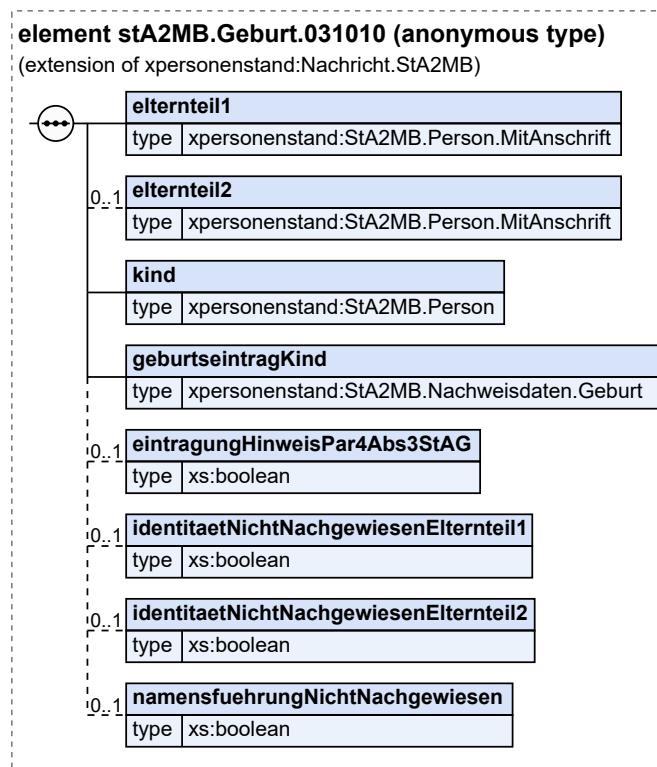 element stA2MB.Geburt.031010 (anonymous type)
(extension of xpersonenstand:Nachricht.StA2MB)
elternteil1
type xpersonenstand:StA2MB.Person.MitAnschrift
0..1 elternteil2
type xpersonenstand:StA2MB.Person.MitAnschrift
kind
type xpersonenstand:StA2MB.Person
geburtseintragKind
type xpersonenstand:StA2MB.Nachweisdaten.Geburt
0..1 eintragungHinweisPar4Abs3StAG
type xs:boolean
0..1 identitaetNichtNachgewiesenElternteil1
type xs:boolean
0..1 identitaetNichtNachgewiesenElternteil2
type xs:boolean
0..1 namensfuehrungNichtNachgewiesen
type xs:boolean